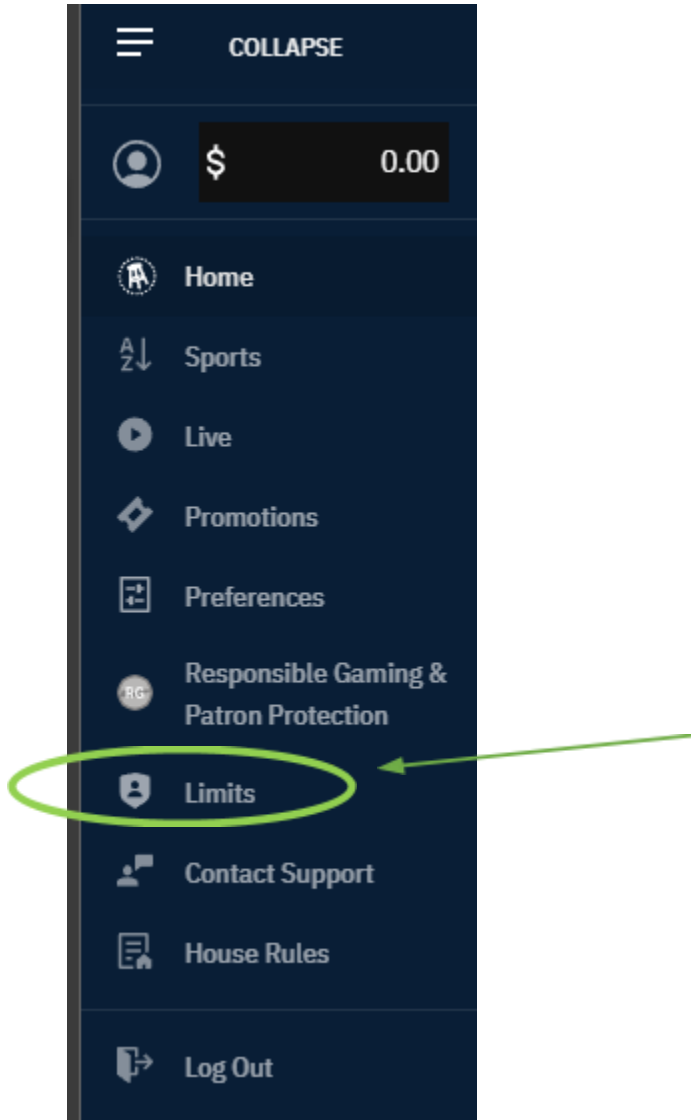 COLLAPSE
$ 0.00
Home
A
Z
Sports
Live
Promotions
Preferences
RG
Responsible Gaming &
Patron Protection
Limits
Contact Support
House Rules
Log Out